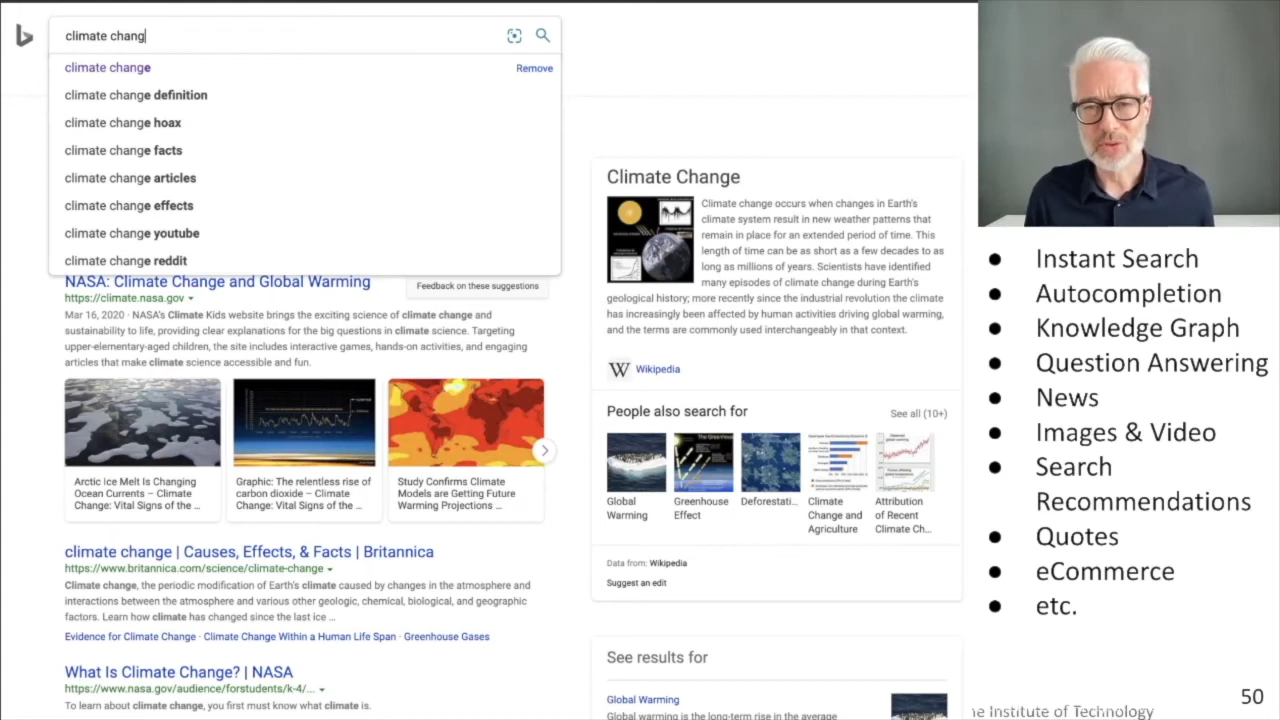 climate chang
climate change
Remove
climate change definition
climate change hoax
climate change facts
climate change articles
climate change effects
climate change youtube
climate change reddit
NASA: Climate Change and Global Warming
Feedback on these suggestions
https://climate.nasa.gov
Mar 16, 2020 · NASA's Climate Kids website brings the exciting science of climate change and
sustainability to life, providing clear explanations for the big questions in climate science. Targeting
upper-elementary-aged children, the site includes interactive games, hands-on activities, and engaging
articles that make climate science accessible and fun.
Arctic Ice Melt Is Changing
Ocean Currents – Climate
Change: Vital Signs of the ...
Graphic: The relentless rise of
carbon dioxide – Climate
Change: Vital Signs of the ...
Study Confirms Climate
Models are Getting Future
Warming Projections ...
climate change | Causes, Effects, & Facts | Britannica
https://www.britannica.com/science/climate-change
Climate change, the periodic modification of Earth's climate caused by changes in the atmosphere and
interactions between the atmosphere and various other geologic, chemical, biological, and geographic
factors. Learn how climate has changed since the last ice ...
Evidence for Climate Change · Climate Change Within a Human Life Span · Greenhouse Gases
What Is Climate Change? | NASA
https://www.nasa.gov/audience/forstudents/k-4/...
To learn about climate change, you first must know what climate is.
Climate Change
Climate change occurs when changes in Earth's
climate system result in new weather patterns that
remain in place for an extended period of time. This
length of time can be as short as a few decades to as
long as millions of years. Scientists have identified
many episodes of climate change during Earth's
geological history; more recently since the industrial revolution the climate
has increasingly been affected by human activities driving global warming,
and the terms are commonly used interchangeably in that context.
W Wikipedia
People also search for
See all (10+)
Global
Warming
Greenhouse
Effect
Deforestati...
Climate
Change and
Agriculture
Attribution
of Recent
Climate Ch...
Data from: Wikipedia
Suggest an edit
See results for
Global Warming
Global warming is the long-term rise in the average
• Instant Search
• Autocompletion
• Knowledge Graph
• Question Answering
• News
• Images & Video
• Search
Recommendations
• Quotes
• eCommerce
• etc.
50
Institute of Technology